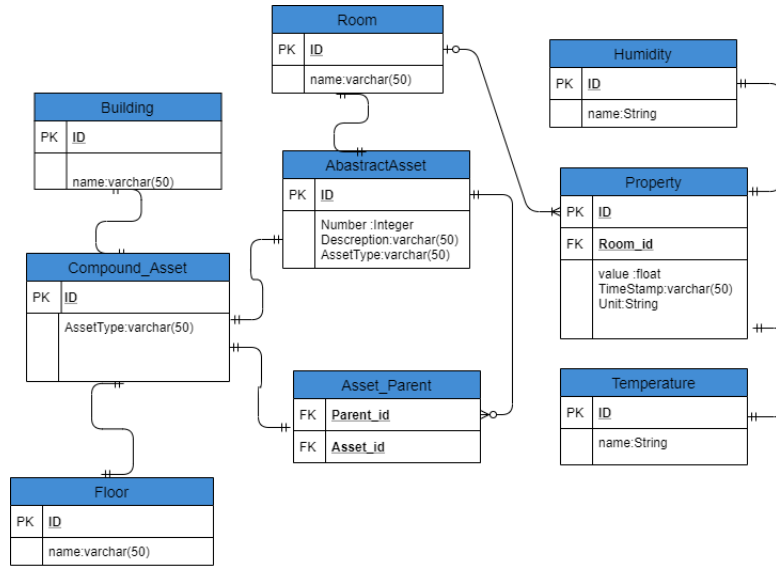 Room
PK ID
name:varchar(50)
Humidity
PK ID
name:String
Building
PK ID
name:varchar(50)
AbastractAsset
PK ID
Number :Integer
Descreption:varchar(50)
AssetType:varchar(50)
Property
PK ID
FK Room_id
value :float
TimeStamp:varchar(50)
Unit:String
Compound_Asset
PK ID
AssetType:varchar(50)
Asset_Parent
FK Parent_id
FK Asset_id
Temperature
PK ID
name:String
Floor
PK ID
name:varchar(50)